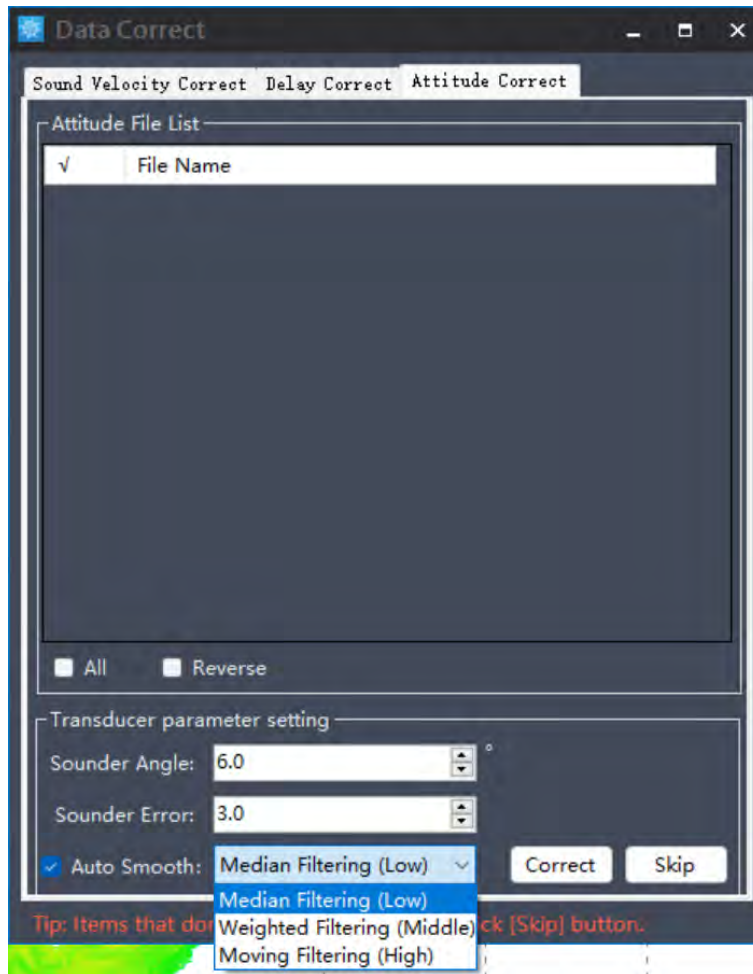 Data Correct
Sound Velocity Correct Delay Correct Attitude Correct
Attitude File List
√ File Name
All Reverse
Transducer parameter setting
Sounder Angle: 6.0 °
Sounder Error: 3.0
Auto Smooth: Median Filtering (Low) Correct Skip
Median Filtering (Low)
Weighted Filtering (Middle)
Moving Filtering (High)
Tip: Items that [Skip] button.